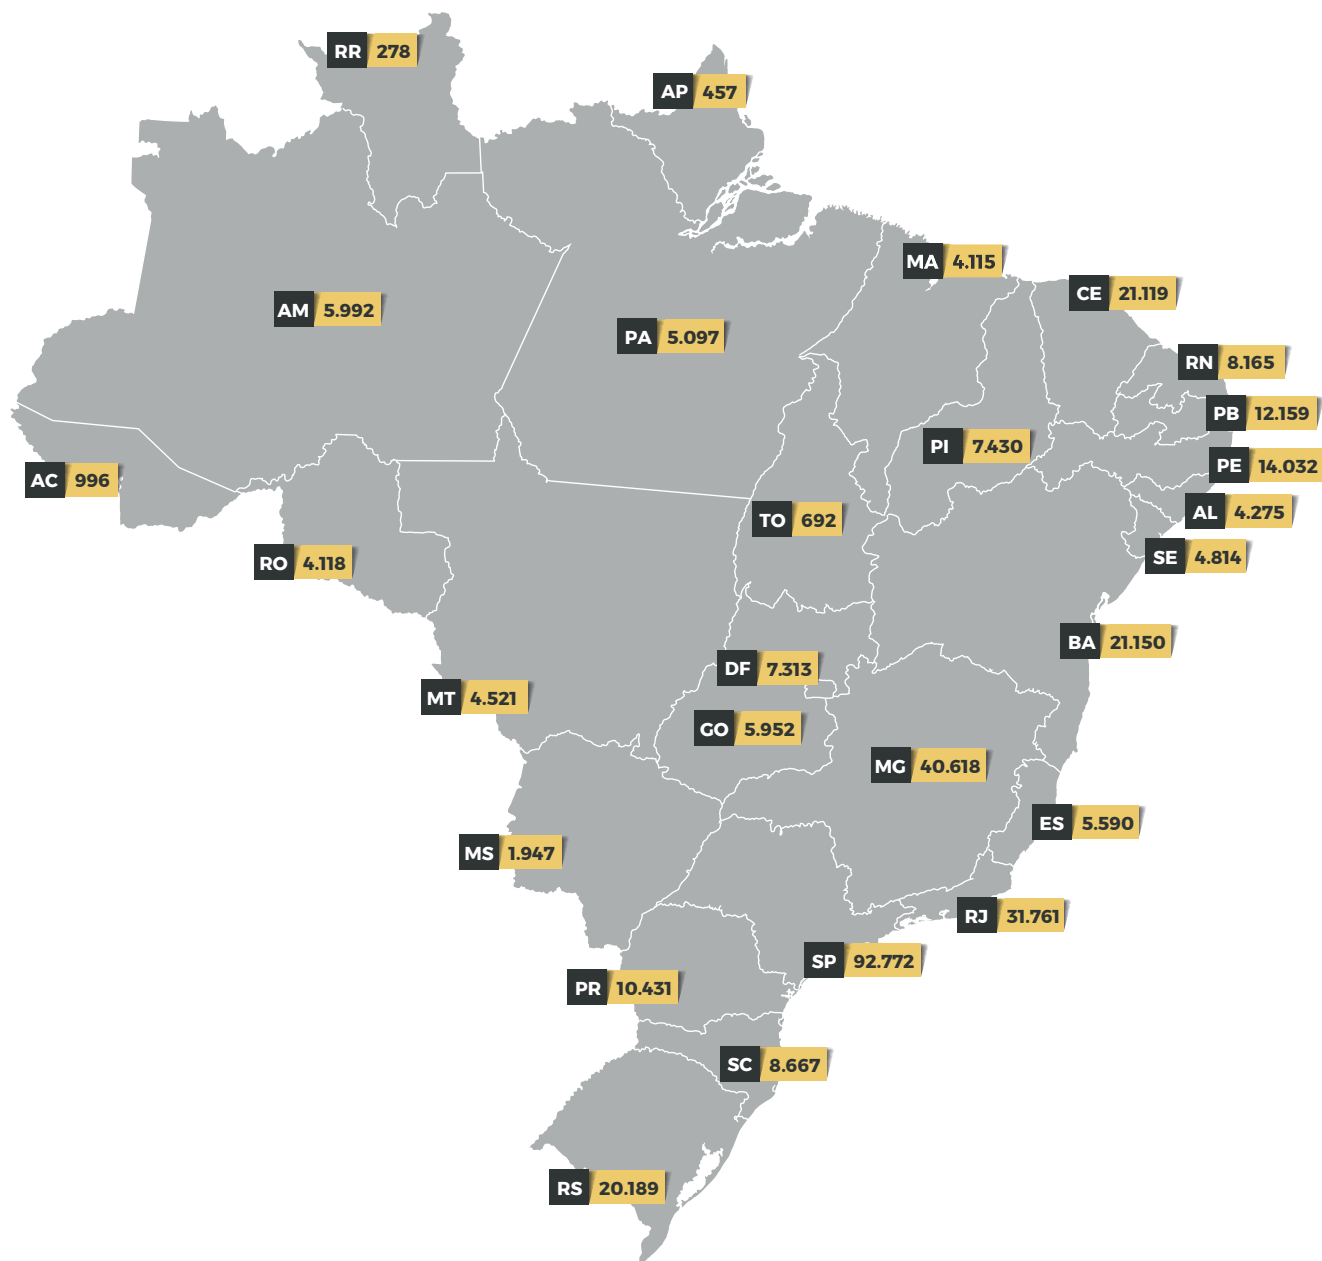 RR 278
AP 457
MA 4.115
CE 21.119
AM 5.992
PA 5.097
RN 8.165
PB 12.159
PI 7.430
PE 14.032
AC 996
AL 4.275
TO 692
SE 4.814
RO 4.118
BA 21.150
DF 7.313
MT 4.521
GO 5.952
MG 40.618
ES 5.590
MS 1.947
RJ 31.761
SP 92.772
PR 10.431
SC 8.667
RS 20.189